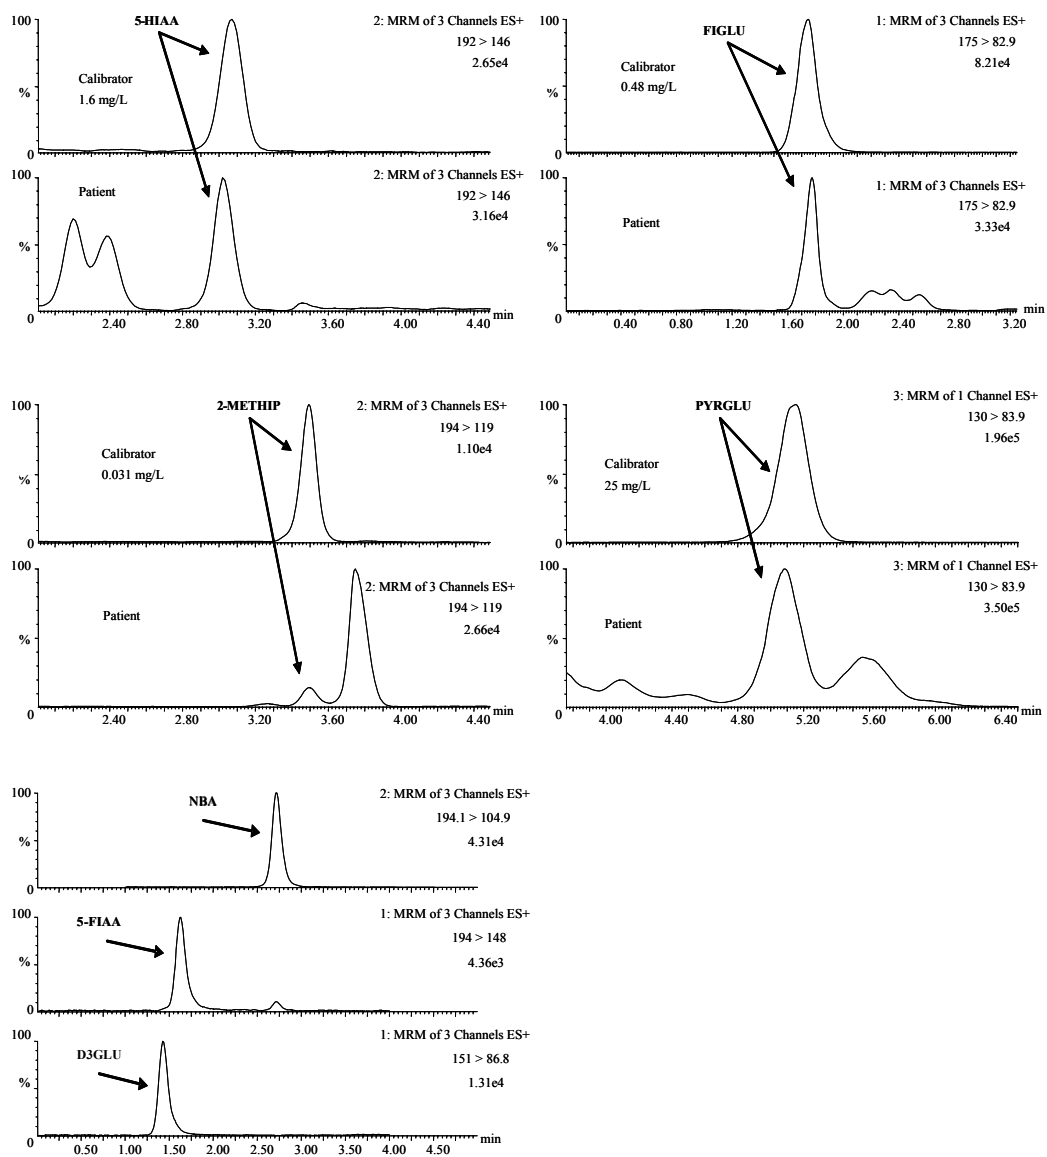 100
%
0
5-HIAA
Calibrator
1.6 mg/L
2: MRM of 3 Channels ES+
192 > 146
2.65e4
100
%
0
Patient
2: MRM of 3 Channels ES+
192 > 146
3.16e4
2.40 2.80 3.20 3.60 4.00 4.40 min
100
%
0
FIGLU
Calibrator
0.48 mg/L
1: MRM of 3 Channels ES+
175 > 82.9
8.21e4
100
%
0
Patient
1: MRM of 3 Channels ES+
175 > 82.9
3.33e4
0.40 0.80 1.20 1.60 2.00 2.40 2.80 3.20 min
100
%
0
2-METHIP
Calibrator
0.031 mg/L
2: MRM of 3 Channels ES+
194 > 119
1.10e4
100
%
0
Patient
2: MRM of 3 Channels ES+
194 > 119
2.66e4
2.40 2.80 3.20 3.60 4.00 4.40 min
100
%
0
PYRGLU
Calibrator
25 mg/L
3: MRM of 1 Channel ES+
130 > 83.9
1.96e5
100
%
0
Patient
3: MRM of 1 Channel ES+
130 > 83.9
3.50e5
4.00 4.40 4.80 5.20 5.60 6.00 6.40 min
100
%
0
NBA
2: MRM of 3 Channels ES+
194.1 > 104.9
4.31e4
100
%
0
5-FIAA
1: MRM of 3 Channels ES+
194 > 148
4.36e3
100
%
0
D3GLU
1: MRM of 3 Channels ES+
151 > 86.8
1.31e4
0.50 1.00 1.50 2.00 2.50 3.00 3.50 4.00 4.50 min